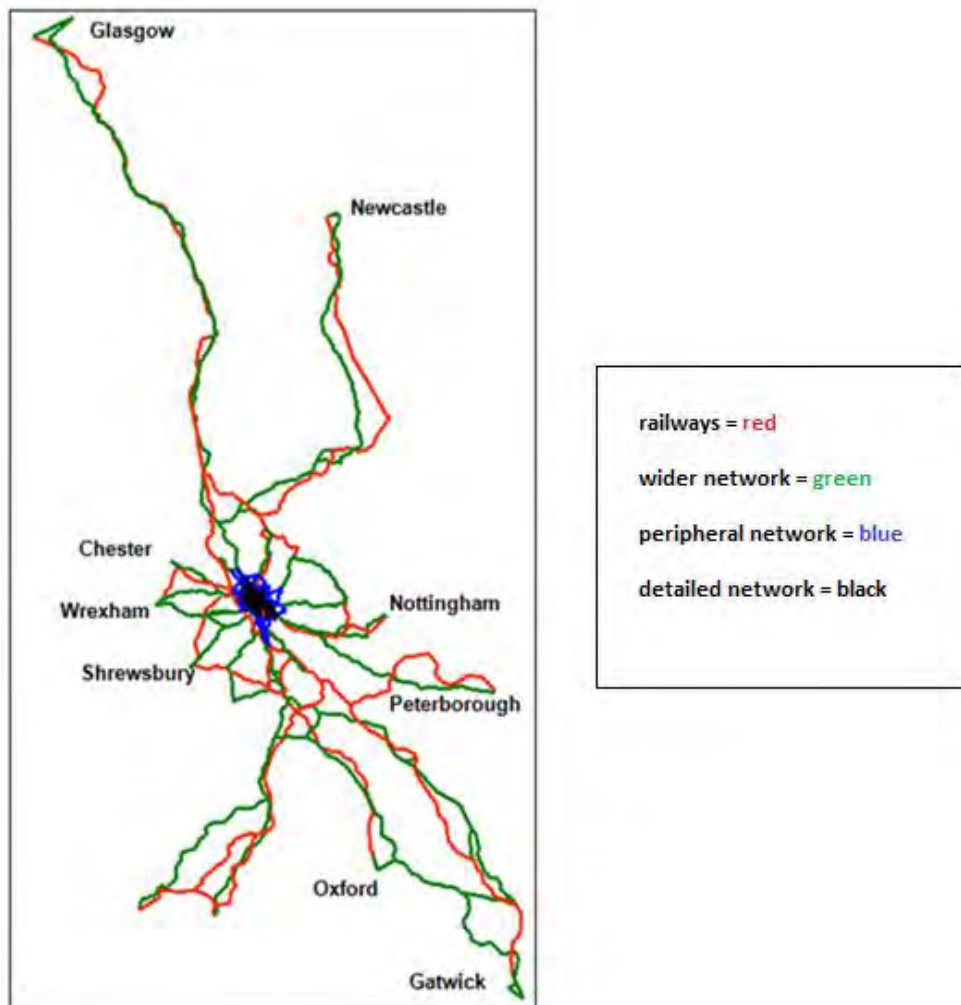 Glasgow
Newcastle
Chester
Wrexham
Nottingham
Shrewsbury
Peterborough
Oxford
Gatwick
railways = red
wider network = green
peripheral network = blue
detailed network = black